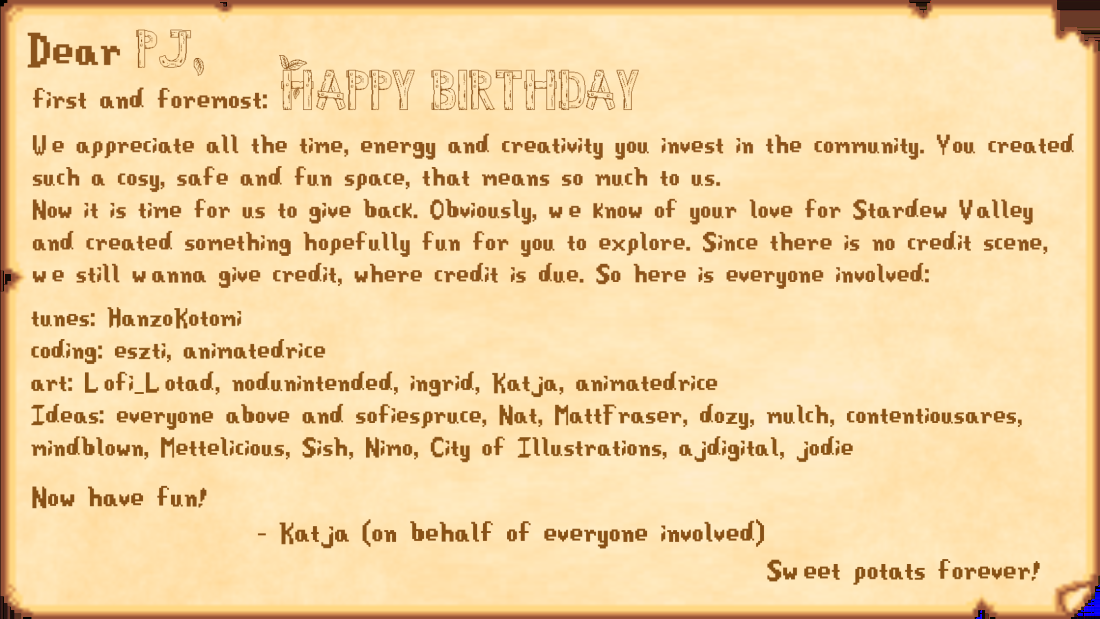 Dear PJ,
first and foremost: HAPPY BIRTHDAY
We appreciate all the time, energy and creativity you invest in the community. You created
such a cosy, safe and fun space, that means so much to us.
Now it is time for us to give back. Obviously, we know of your love for Stardew Valley
and created something hopefully fun for you to explore. Since there is no credit scene,
we still wanna give credit, where credit is due. So here is everyone involved:
tunes: HanzoKotomi
coding: eszti, animatedrice
art: Lofi_Lotad, nodunintended, ingrid, Katja, animatedrice
Ideas: everyone above and sofiespruce, Nat, MattFraser, dozy, mulch, contentiousares,
mindblown, Mettelicious, Sish, Nimo, City of Illustrations, ajdigital, jodie
Now have fun!
- Katja (on behalf of everyone involved)
Sweet potats forever!